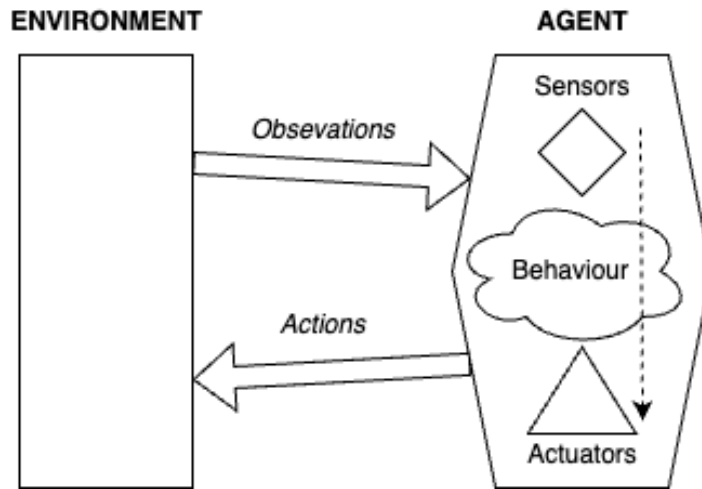 ENVIRONMENT
AGENT
Sensors
Obsevations
Behaviour
Actions
Actuators